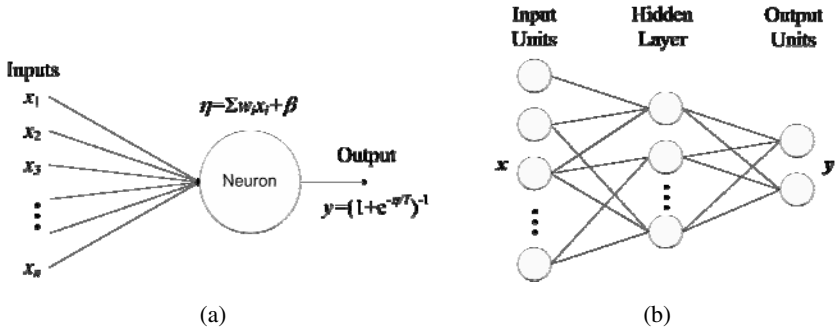 Inputs
x1
x2
x3
xn
η=Σwixi+β
Neuron
Output
y=(1+e^-η/T)^-1
(a)
Input
Units
Hidden
Layer
Output
Units
x
y
(b)